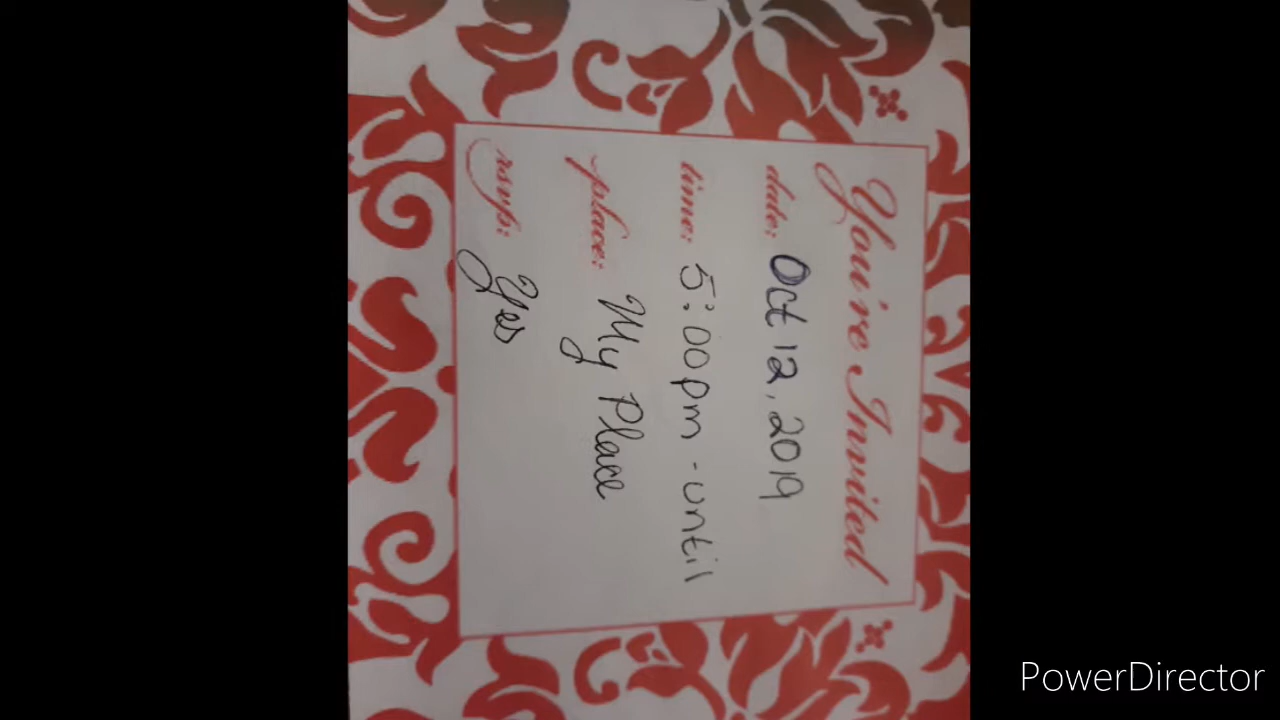 You're Invited
date: Oct 12, 2019
time: 5:00pm - until
place: My Place
rsvp: Yes
PowerDirector